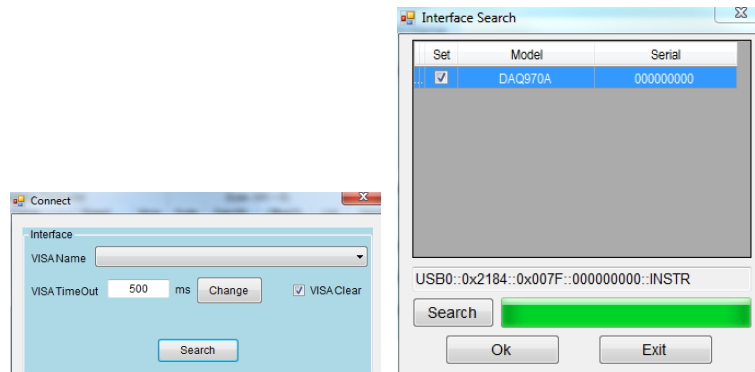 Connect
Interface
VISA Name
VISA TimeOut 500 ms Change VISA Clear
Search
Interface Search
Set Model Serial
... DAQ970A 000000000
USB0::0x2184::0x007F::000000000::INSTR
Search
Ok Exit